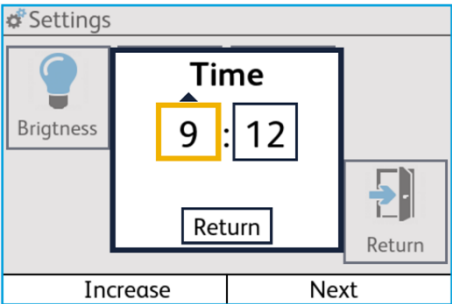 Settings
Time
Brigtness
9 : 12
Return
Return
Increase Next